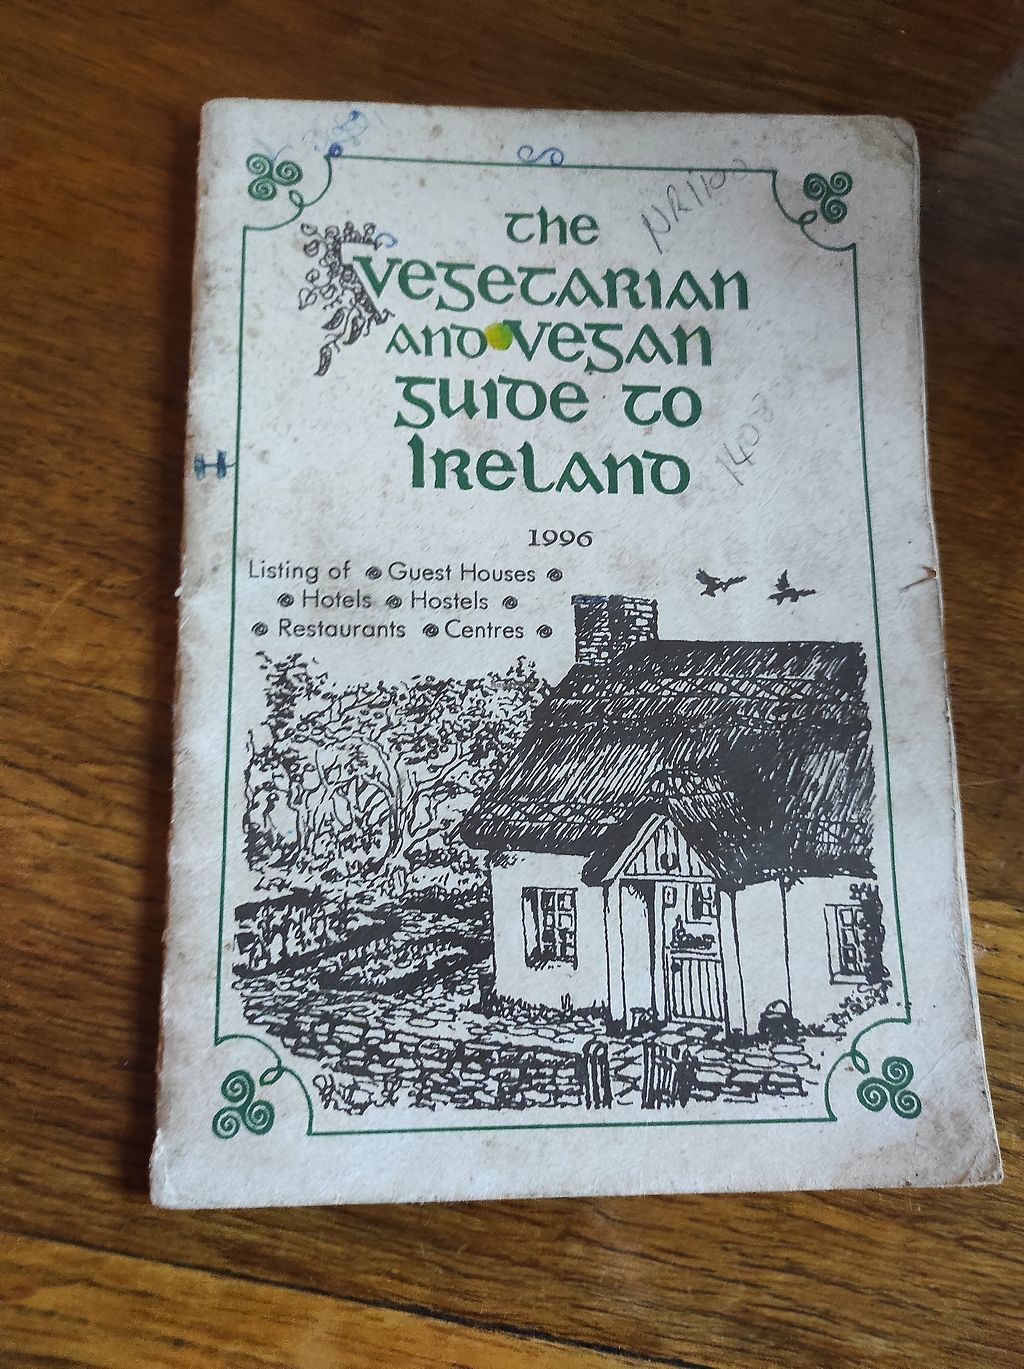 The
Vegetarian
and Vegan
Guide to
Ireland
1996
Listing of Guest Houses
Hotels Hostels
Restaurants Centres